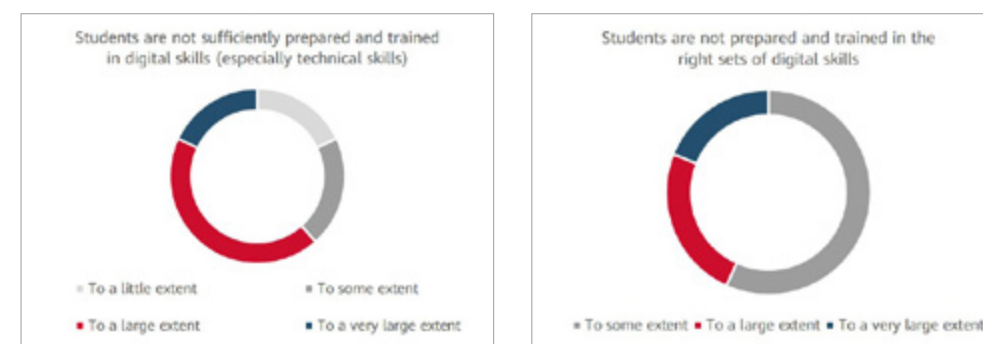 Students are not sufficiently prepared and trained
in digital skills (especially technical skills)
To a little extent
To some extent
To a large extent
To a very large extent
Students are not prepared and trained in the
right sets of digital skills
To some extent To a large extent To a very large extent